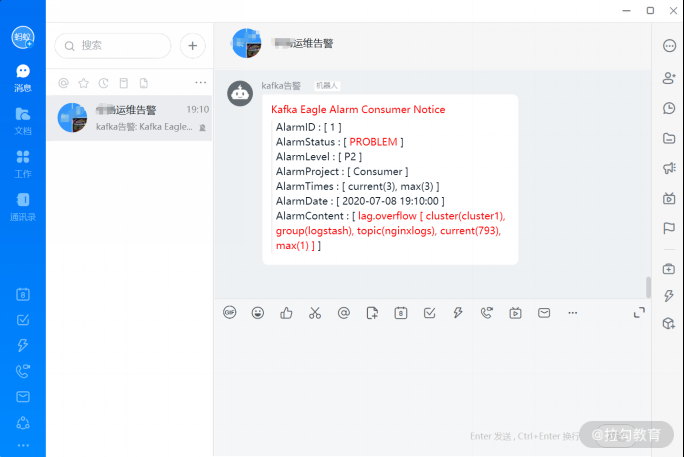 蚂蚁
搜索
运维告警
消息
kafka告警 机器人
运维告警 19:10
kafka告警: Kafka Eagle...
Kafka Eagle Alarm Consumer Notice
AlarmID : [ 1 ]
AlarmStatus : [ PROBLEM ]
AlarmLevel : [ P2 ]
AlarmProject : [ Consumer ]
AlarmTimes : [ current(3), max(3) ]
AlarmDate : [ 2020-07-08 19:10:00 ]
AlarmContent : [ lag.overflow [ cluster(cluster1),
group(logstash), topic(nginxlogs), current(793),
max(1) ] ]
文档
工作
通讯录
8
GIF
8
Enter 发送, Ctrl+Enter 换行
@拉勾教育